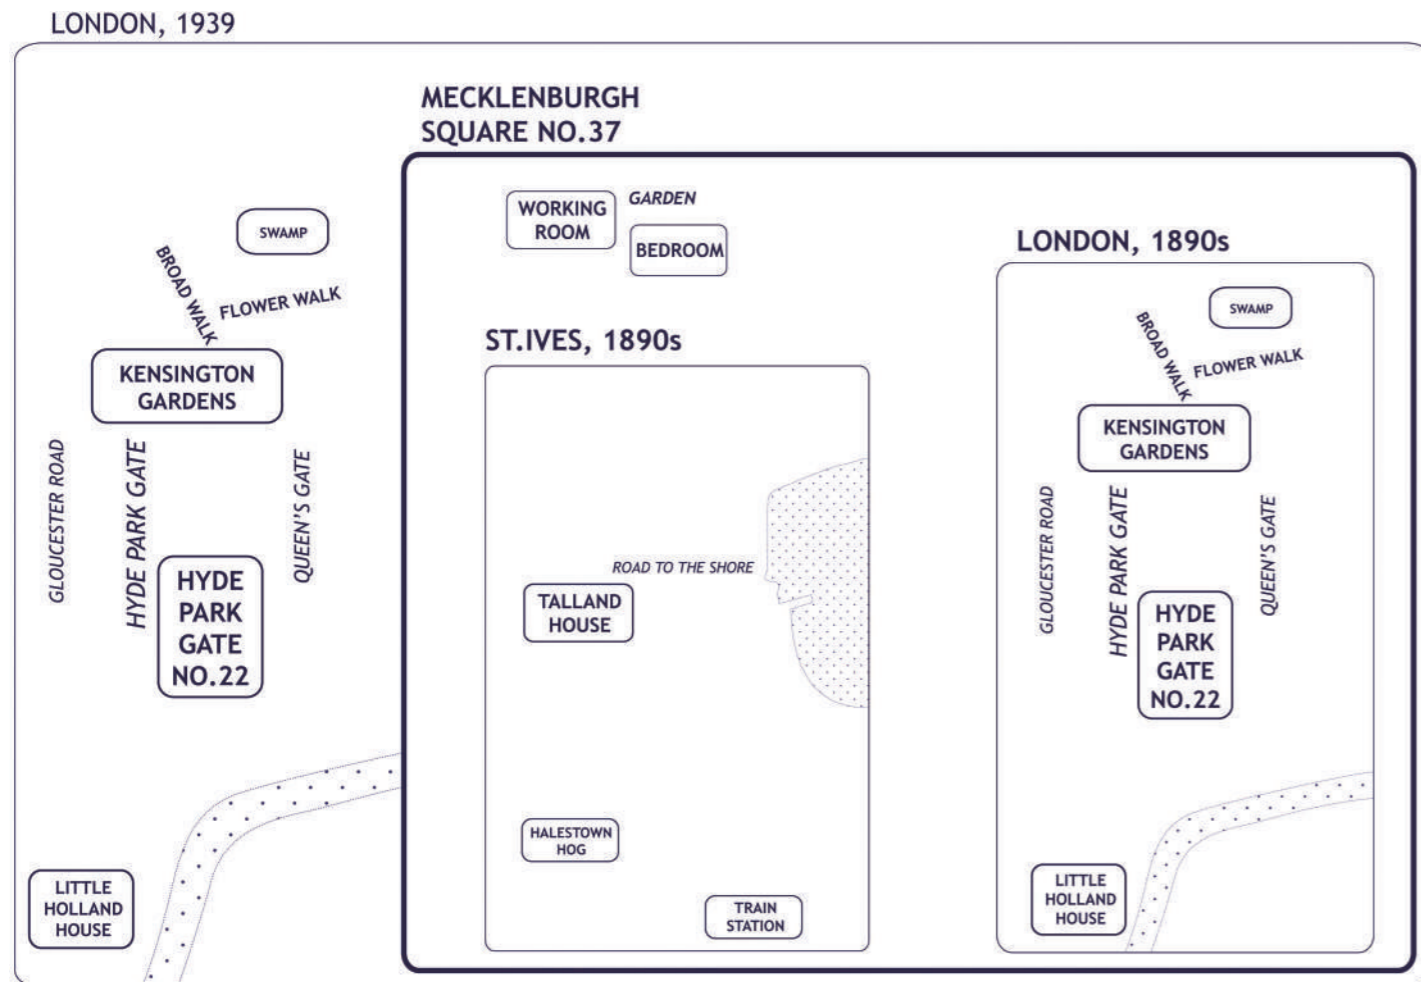 LONDON, 1939
MECKLENBURGH
SQUARE NO.37
SWAMP
BROAD WALK
FLOWER WALK
KENSINGTON
GARDENS
GLOUCESTER ROAD
HYDE PARK GATE
QUEEN'S GATE
HYDE
PARK
GATE
NO.22
LITTLE
HOLLAND
HOUSE
WORKING
ROOM
GARDEN
BEDROOM
ST.IVES, 1890s
ROAD TO THE SHORE
TALLAND
HOUSE
HALESTOWN
HOG
TRAIN
STATION
LONDON, 1890s
SWAMP
BROAD WALK
FLOWER WALK
KENSINGTON
GARDENS
GLOUCESTER ROAD
HYDE PARK GATE
QUEEN'S GATE
HYDE
PARK
GATE
NO.22
LITTLE
HOLLAND
HOUSE